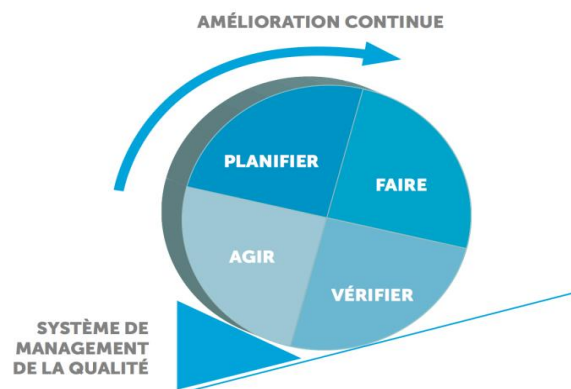 AMÉLIORATION CONTINUE
PLANIFIER
FAIRE
AGIR
VÉRIFIER
SYSTÈME DE
MANAGEMENT
DE LA QUALITÉ